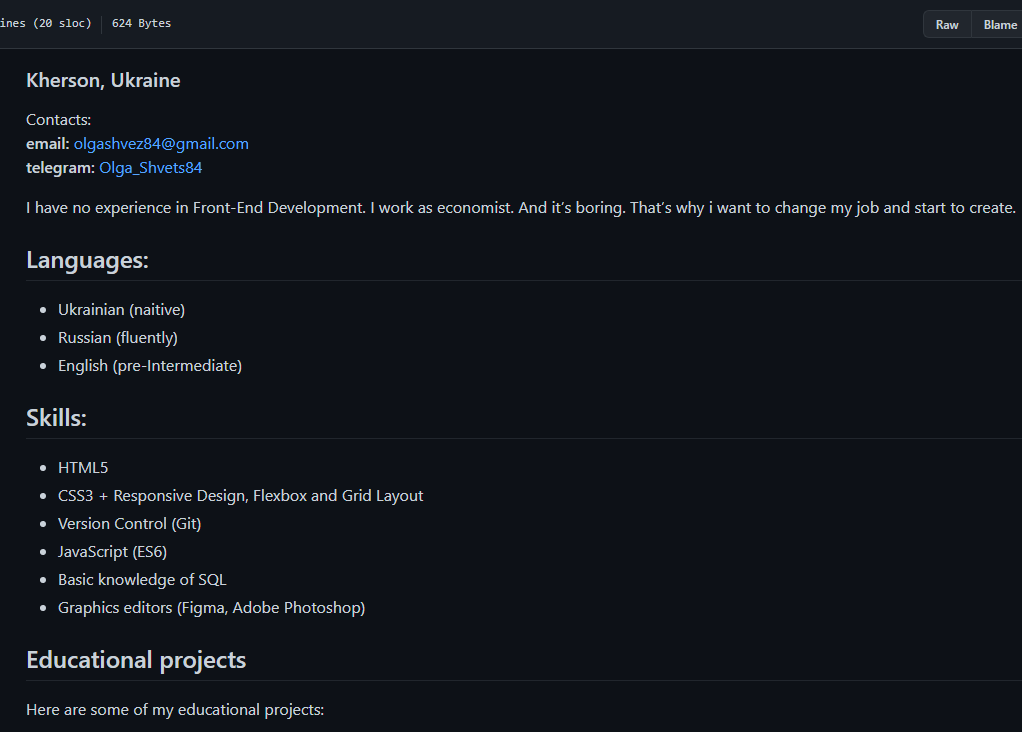 ines (20 sloc) 624 Bytes Raw Blame
Kherson, Ukraine
Contacts:
email: olgashvez84@gmail.com
telegram: Olga_Shvets84
I have no experience in Front-End Development. I work as economist. And it's boring. That's why i want to change my job and start to create.
Languages:
Ukrainian (naitive)
Russian (fluently)
English (pre-Intermediate)
Skills:
HTML5
CSS3 + Responsive Design, Flexbox and Grid Layout
Version Control (Git)
JavaScript (ES6)
Basic knowledge of SQL
Graphics editors (Figma, Adobe Photoshop)
Educational projects
Here are some of my educational projects: